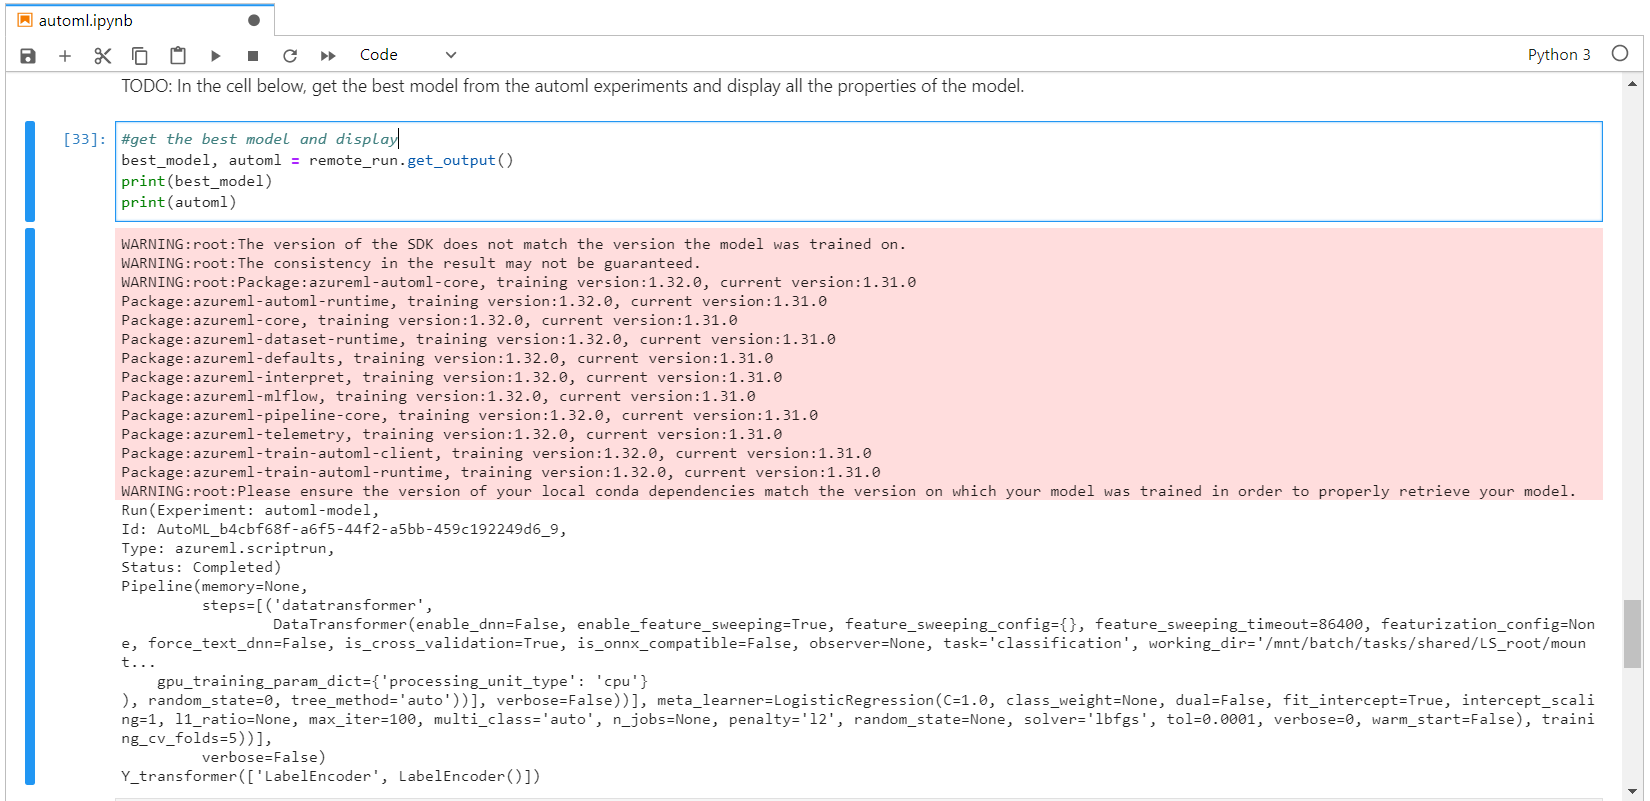 automl.ipynb
Code
Python 3
TODO: In the cell below, get the best model from the automl experiments and display all the properties of the model.
[33]:
#get the best model and display
best_model, automl = remote_run.get_output()
print(best_model)
print(automl)
WARNING:root:The version of the SDK does not match the version the model was trained on.
WARNING:root:The consistency in the result may not be guaranteed.
WARNING:root:Package:azureml-automl-core, training version:1.32.0, current version:1.31.0
Package:azureml-automl-runtime, training version:1.32.0, current version:1.31.0
Package:azureml-core, training version:1.32.0, current version:1.31.0
Package:azureml-dataset-runtime, training version:1.32.0, current version:1.31.0
Package:azureml-defaults, training version:1.32.0, current version:1.31.0
Package:azureml-interpret, training version:1.32.0, current version:1.31.0
Package:azureml-mlflow, training version:1.32.0, current version:1.31.0
Package:azureml-pipeline-core, training version:1.32.0, current version:1.31.0
Package:azureml-telemetry, training version:1.32.0, current version:1.31.0
Package:azureml-train-automl-client, training version:1.32.0, current version:1.31.0
Package:azureml-train-automl-runtime, training version:1.32.0, current version:1.31.0
WARNING:root:Please ensure the version of your local conda dependencies match the version on which your model was trained in order to properly retrieve your model.
Run(Experiment: automl-model,
Id: AutoML_b4cbf68f-a6f5-44f2-a5bb-459c192249d6_9,
Type: azureml.scriptrun,
Status: Completed)
Pipeline(memory=None,
steps=[('datatransformer',
DataTransformer(enable_dnn=False, enable_feature_sweeping=True, feature_sweeping_config={}, feature_sweeping_timeout=86400, featurization_config=Non
e, force_text_dnn=False, is_cross_validation=True, is_onnx_compatible=False, observer=None, task='classification', working_dir='/mnt/batch/tasks/shared/LS_root/moun
t...
gpu_training_param_dict={'processing_unit_type': 'cpu'}
), random_state=0, tree_method='auto'))], verbose=False))], meta_learner=LogisticRegression(C=1.0, class_weight=None, dual=False, fit_intercept=True, intercept_scali
ng=1, l1_ratio=None, max_iter=100, multi_class='auto', n_jobs=None, penalty='l2', random_state=None, solver='lbfgs', tol=0.0001, verbose=0, warm_start=False), traini
ng_cv_folds=5))],
verbose=False)
Y_transformer(['LabelEncoder', LabelEncoder()])